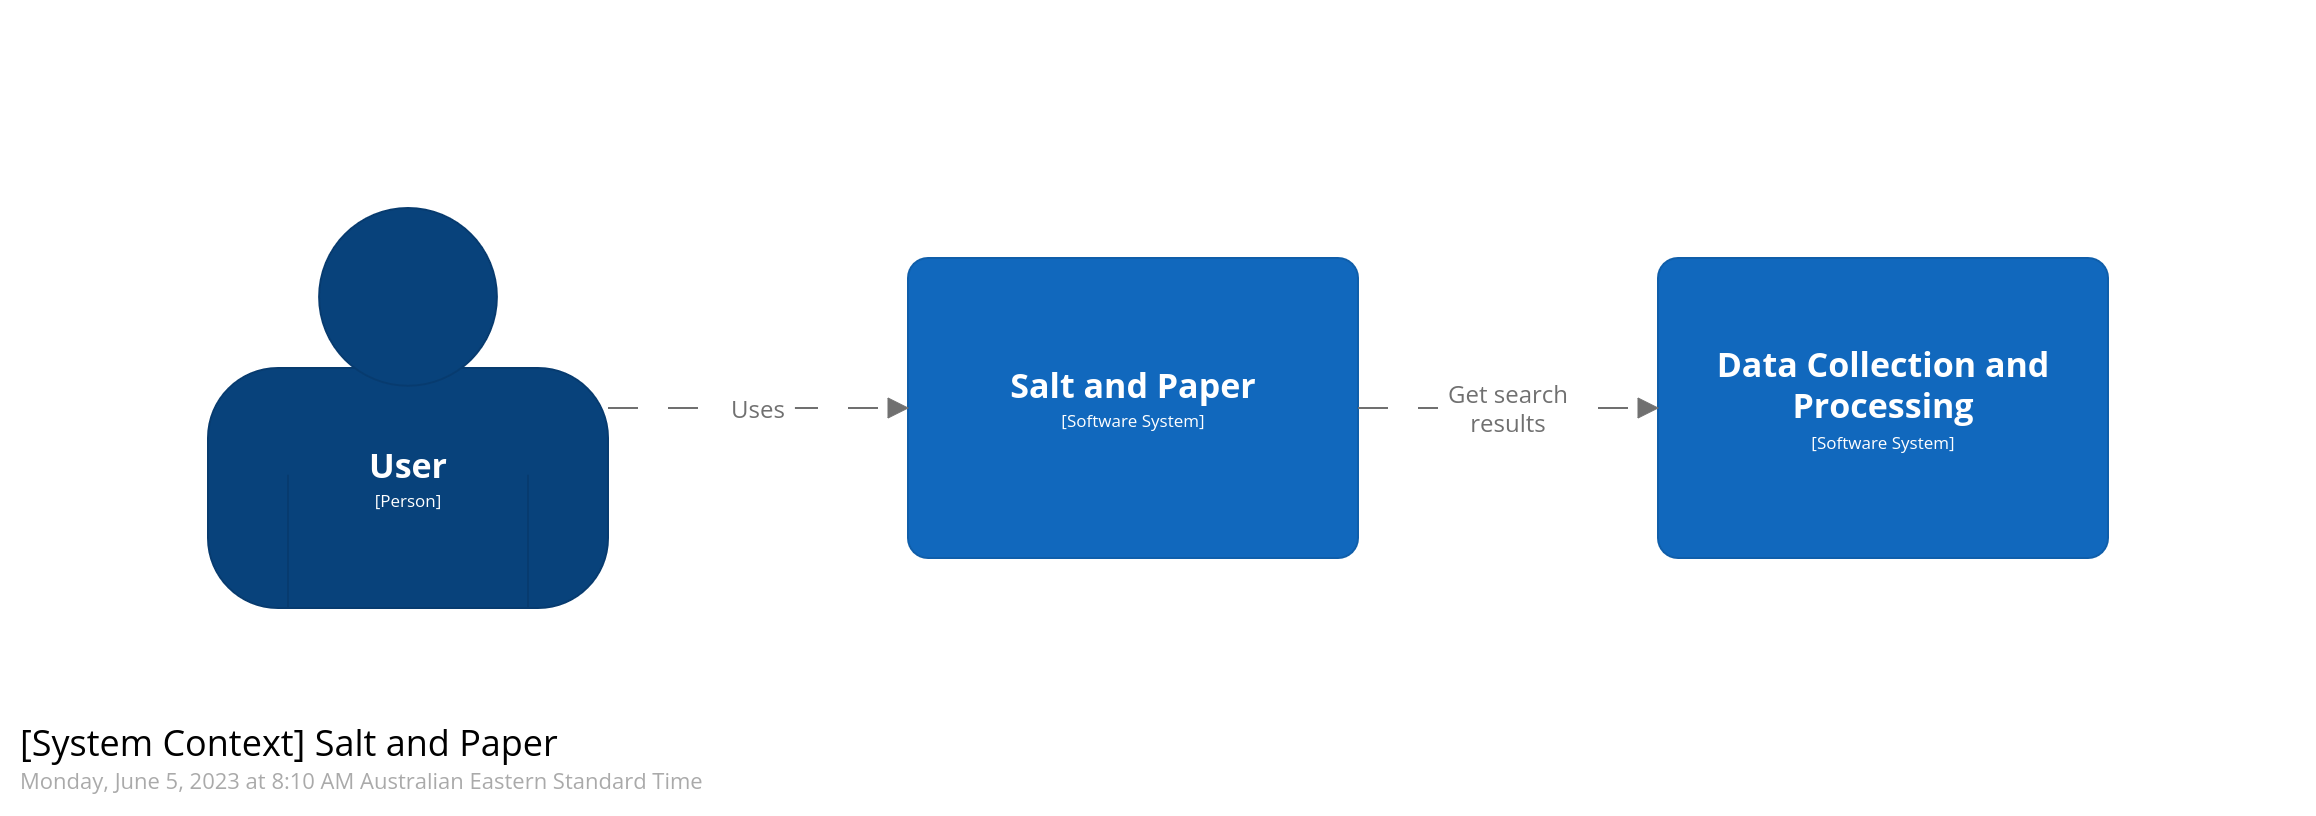 User
[Person]
Uses
Salt and Paper
[Software System]
Get search
results
Data Collection and
Processing
[Software System]
[System Context] Salt and Paper
Monday, June 5, 2023 at 8:10 AM Australian Eastern Standard Time